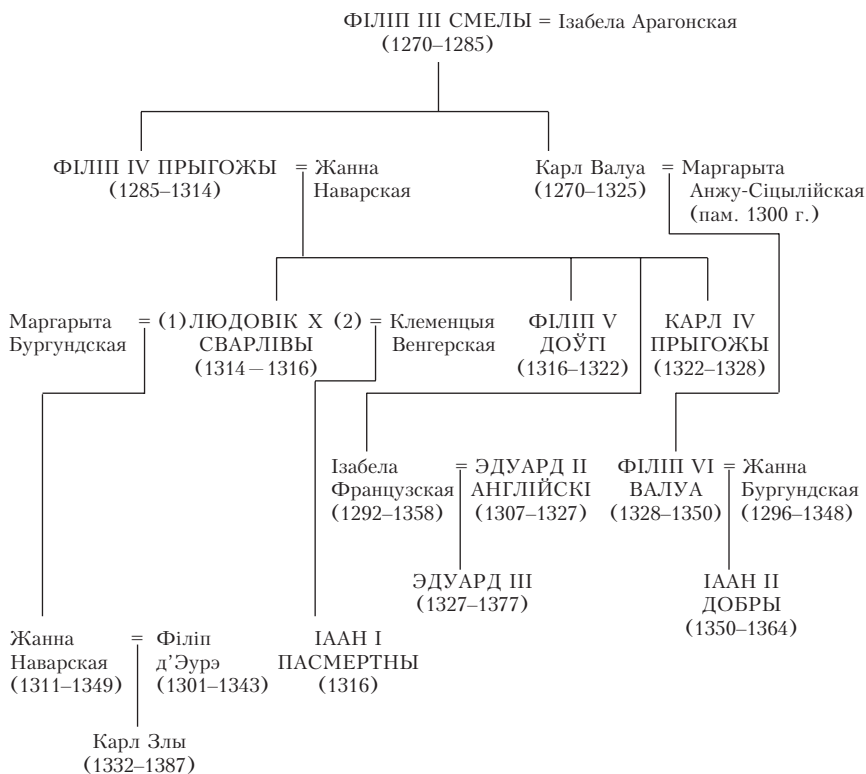 ФІЛІП III СМЕЛЫ = Ізабела Арагонская
(1270–1285)
ФІЛІП IV ПРЫГОЖЫ = Жанна
(1285–1314) Наварская
Карл Валуа = Маргарыта
(1270–1325) Анжу-Сіцылійская
(пам. 1300 г.)
Маргарыта = (1) ЛЮДОВІК X (2) = Клеменцыя
Бургундская СВАРЛІВЫ Венгерская
(1314 – 1316)
ФІЛІП V
ДОЎГІ
(1316–1322)
КАРЛ IV
ПРЫГОЖЫ
(1322–1328)
Ізабела = ЭДУАРД II
Французская АНГЛІЙСКІ
(1292–1358) (1307–1327)
ФІЛІП VI = Жанна
ВАЛУА Бургундская
(1328–1350) (1296–1348)
ЭДУАРД III
(1327–1377)
ІААН II
ДОБРЫ
(1350–1364)
Жанна = Філіп
Наварская д’Эурэ
(1311–1349) (1301–1343)
ІААН I
ПАСМЕРТНЫ
(1316)
Карл Злы
(1332–1387)